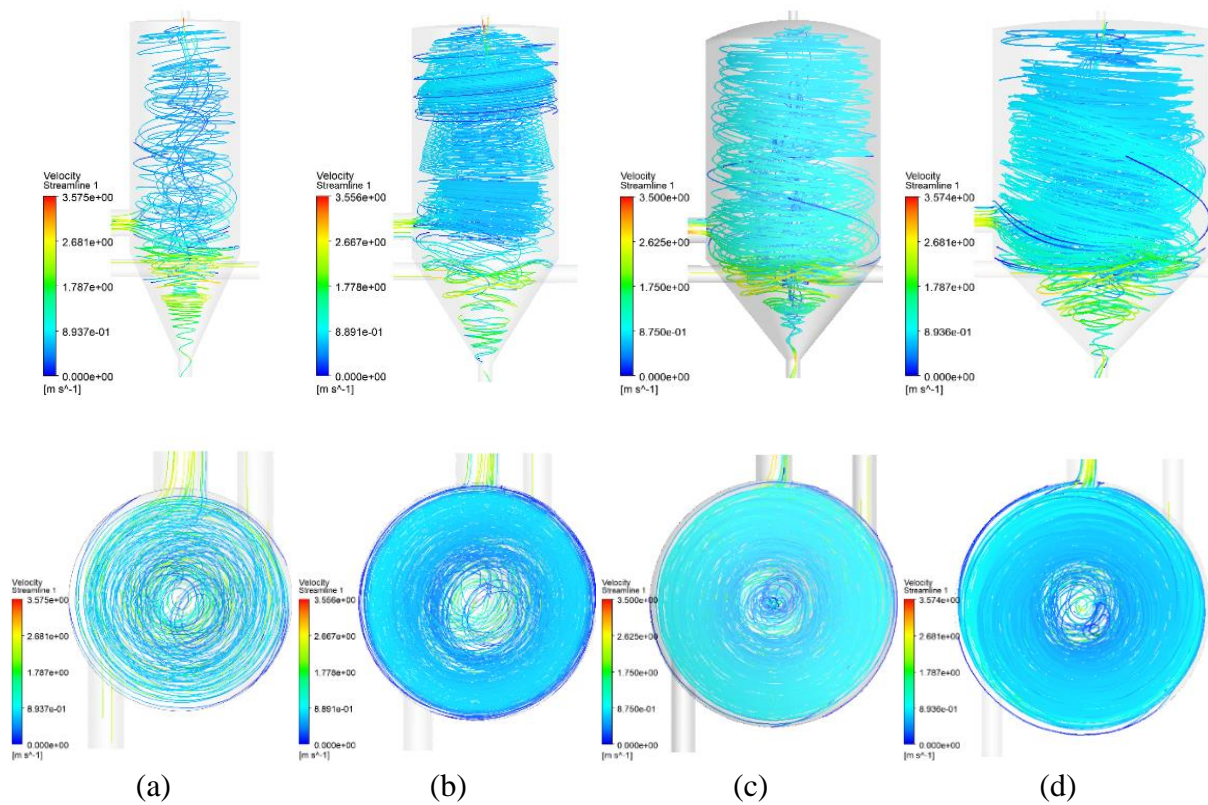 Velocity
Streamline 1
3.575e+00
2.681e+00
1.787e+00
8.937e-01
0.000e+00
[m s^-1]
Velocity
Streamline 1
3.556e+00
2.667e+00
1.778e+00
8.891e-01
0.000e+00
[m s^-1]
Velocity
Streamline 1
3.500e+00
2.625e+00
1.750e+00
8.750e-01
0.000e+00
[m s^-1]
Velocity
Streamline 1
3.574e+00
2.681e+00
1.787e+00
8.936e-01
0.000e+00
[m s^-1]
Velocity
Streamline 1
3.575e+00
2.681e+00
1.787e+00
8.937e-01
0.000e+00
[m s^-1]
Velocity
Streamline 1
3.556e+00
2.667e+00
1.778e+00
8.891e-01
0.000e+00
[m s^-1]
Velocity
Streamline 1
3.500e+00
2.625e+00
1.750e+00
8.750e-01
0.000e+00
[m s^-1]
Velocity
Streamline 1
3.574e+00
2.681e+00
1.787e+00
8.936e-01
0.000e+00
[m s^-1]
(a)
(b)
(c)
(d)